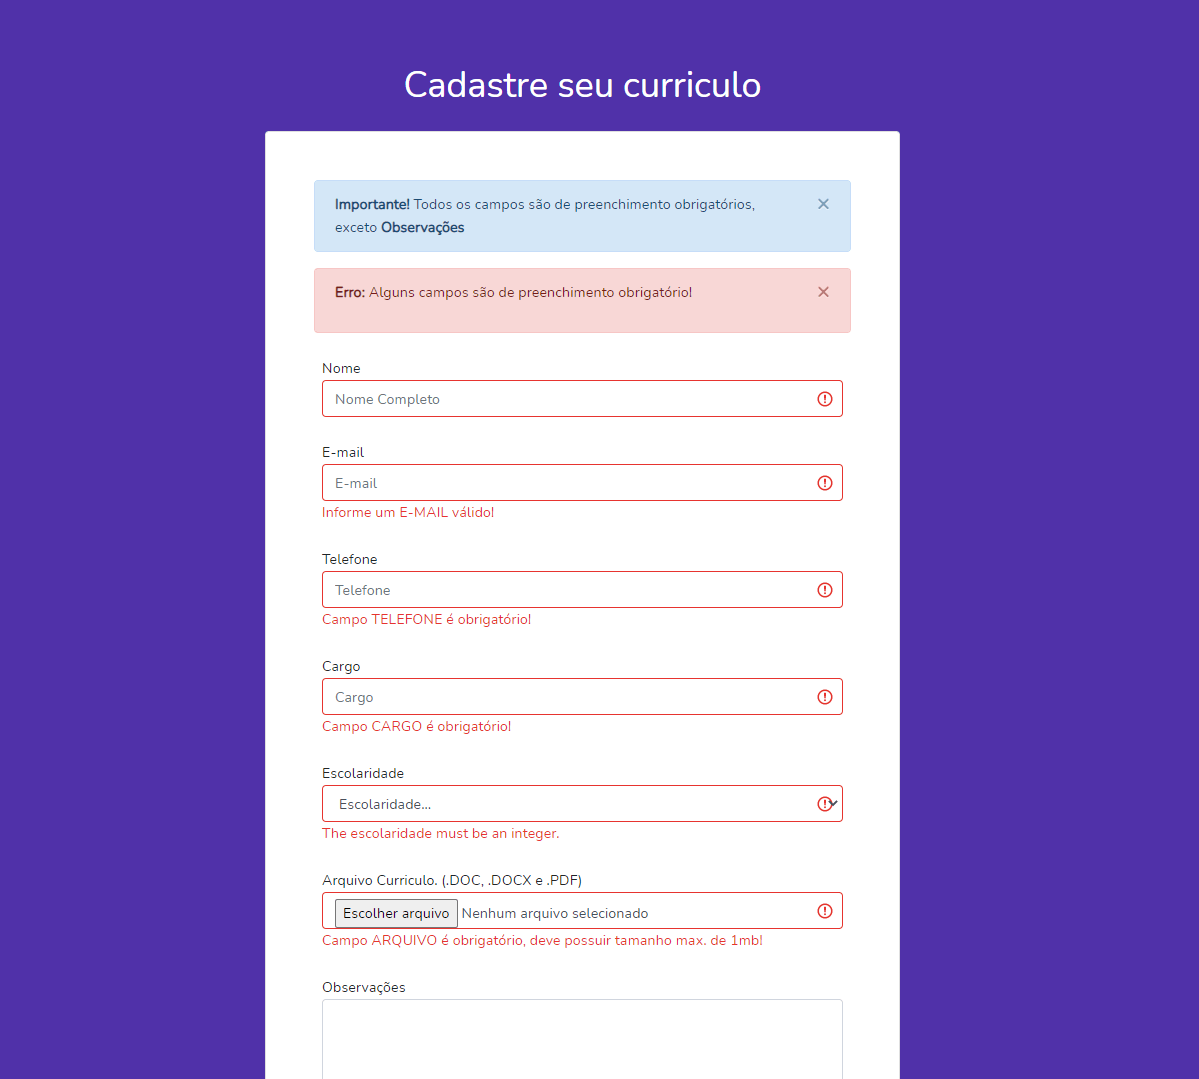 Cadastre seu curriculo
Importante! Todos os campos são de preenchimento obrigatórios,
exceto Observações
Erro: Alguns campos são de preenchimento obrigatório!
Nome
Nome Completo
E-mail
E-mail
Informe um E-MAIL válido!
Telefone
Telefone
Campo TELEFONE é obrigatório!
Cargo
Cargo
Campo CARGO é obrigatório!
Escolaridade
Escolaridade...
The escolaridade must be an integer.
Arquivo Curriculo. (.DOC, .DOCX e .PDF)
Escolher arquivo Nenhum arquivo selecionado
Campo ARQUIVO é obrigatório, deve possuir tamanho max. de 1mb!
Observações